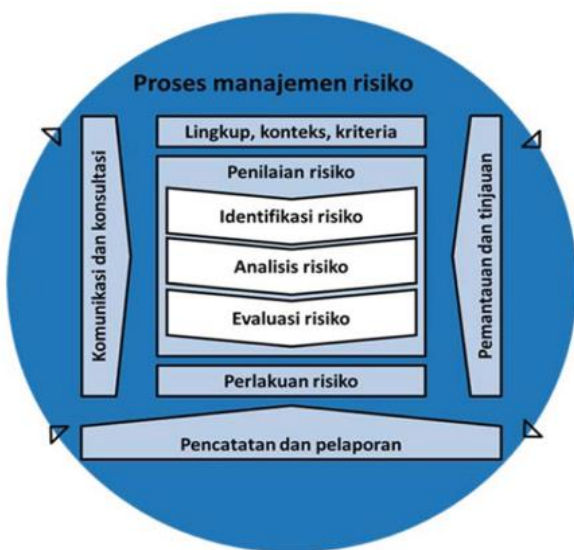 Proses manajemen risiko
Lingkup, konteks, kriteria
Komunikasi dan konsultasi
Penilaian risiko
Identifikasi risiko
Analisis risiko
Evaluasi risiko
Pemantauan dan tinjauan
Perlakuan risiko
Pencatatan dan pelaporan